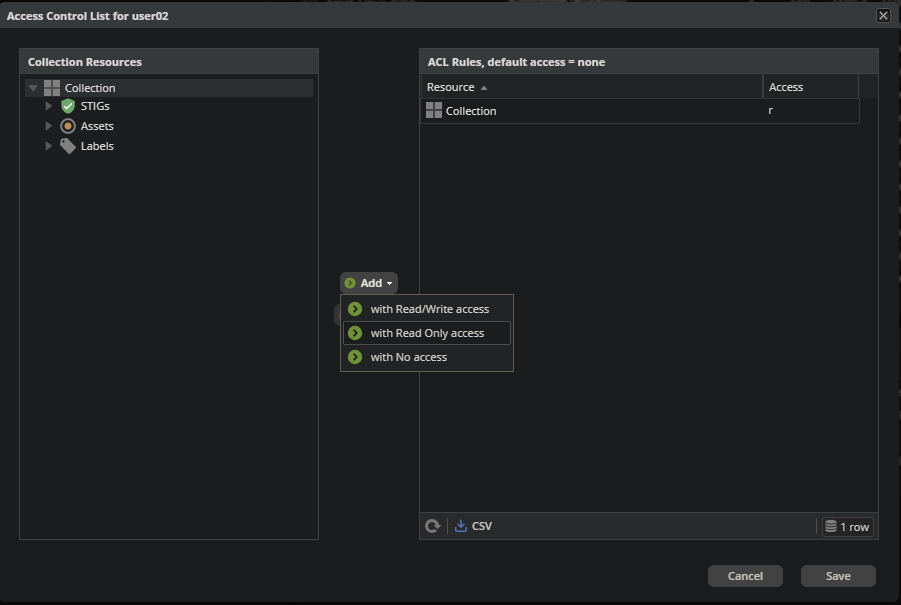 Access Control List for user02
Collection Resources
Collection
STIGs
Assets
Labels
Add
with Read/Write access
with Read Only access
with No access
ACL Rules, default access = none
Resource Access
Collection r
CSV 1 row
Cancel Save